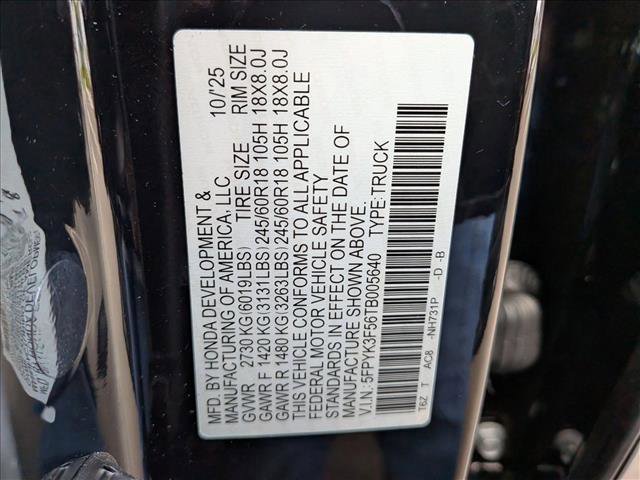 MFD. BY HONDA DEVELOPMENT &
MANUFACTURING OF AMERICA, LLC 10/'25
GVWR 2730 KG(6019LBS) TIRE SIZE RIM SIZE
GAWR F 1420 KG(3131LBS)245/60R18 105H 18X8.0J
GAWR R 1480 KG(3263LBS)245/60R18 105H 18X8.0J
THIS VEHICLE CONFORMS TO ALL APPLICABLE
FEDERAL MOTOR VEHICLE SAFETY
STANDARDS IN EFFECT ON THE DATE OF
MANUFACTURE SHOWN ABOVE.
V.I.N.: 5FPYK3F56TB005640 TYPE:TRUCK
T6Z T AC8 -NH731P -D -B